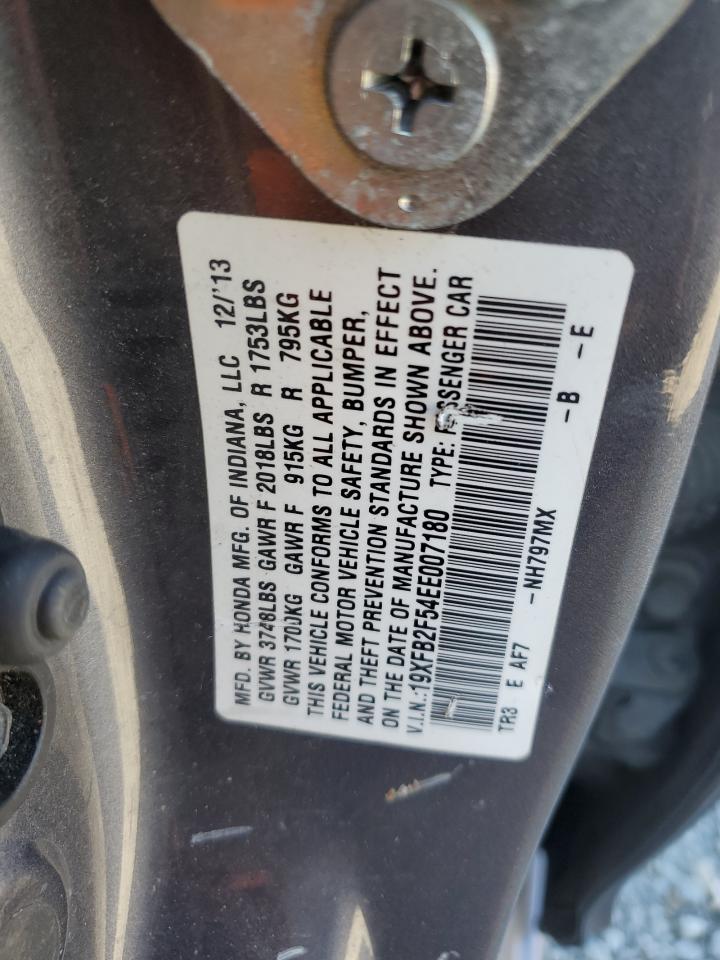 MFD. BY HONDA MFG. OF INDIANA, LLC 12/'13
GVWR 3748LBS GAWR F 2018LBS R 1753LBS
GVWR 1700KG GAWR F 915KG R 795KG
THIS VEHICLE CONFORMS TO ALL APPLICABLE
FEDERAL MOTOR VEHICLE SAFETY, BUMPER,
AND THEFT PREVENTION STANDARDS IN EFFECT
ON THE DATE OF MANUFACTURE SHOWN ABOVE.
V.I.N.:19XFB2F54EE007180 TYPE: PASSENGER CAR
TR3 E AF7 -NH797MX -B -E